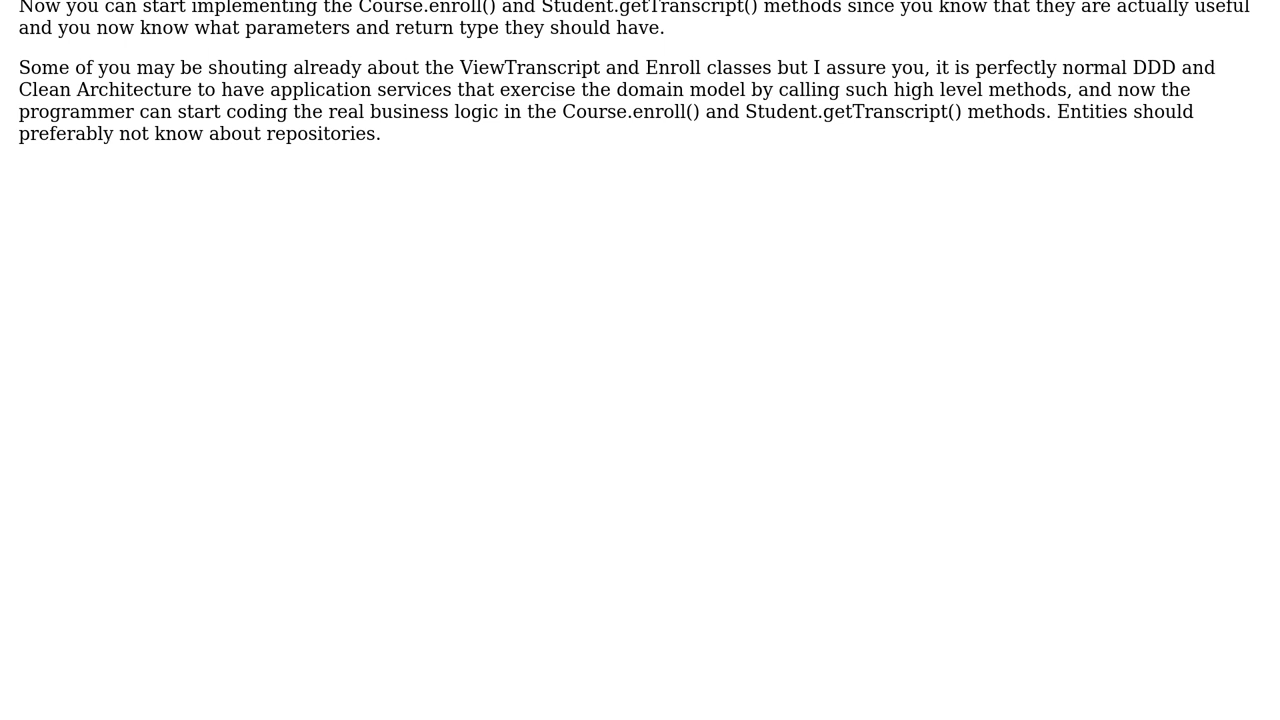 Now you can start implementing the Course.enroll() and Student.getTranscript() methods since you know that they are actually useful
and you now know what parameters and return type they should have.
Some of you may be shouting already about the ViewTranscript and Enroll classes but I assure you, it is perfectly normal DDD and
Clean Architecture to have application services that exercise the domain model by calling such high level methods, and now the
programmer can start coding the real business logic in the Course.enroll() and Student.getTranscript() methods. Entities should
preferably not know about repositories.